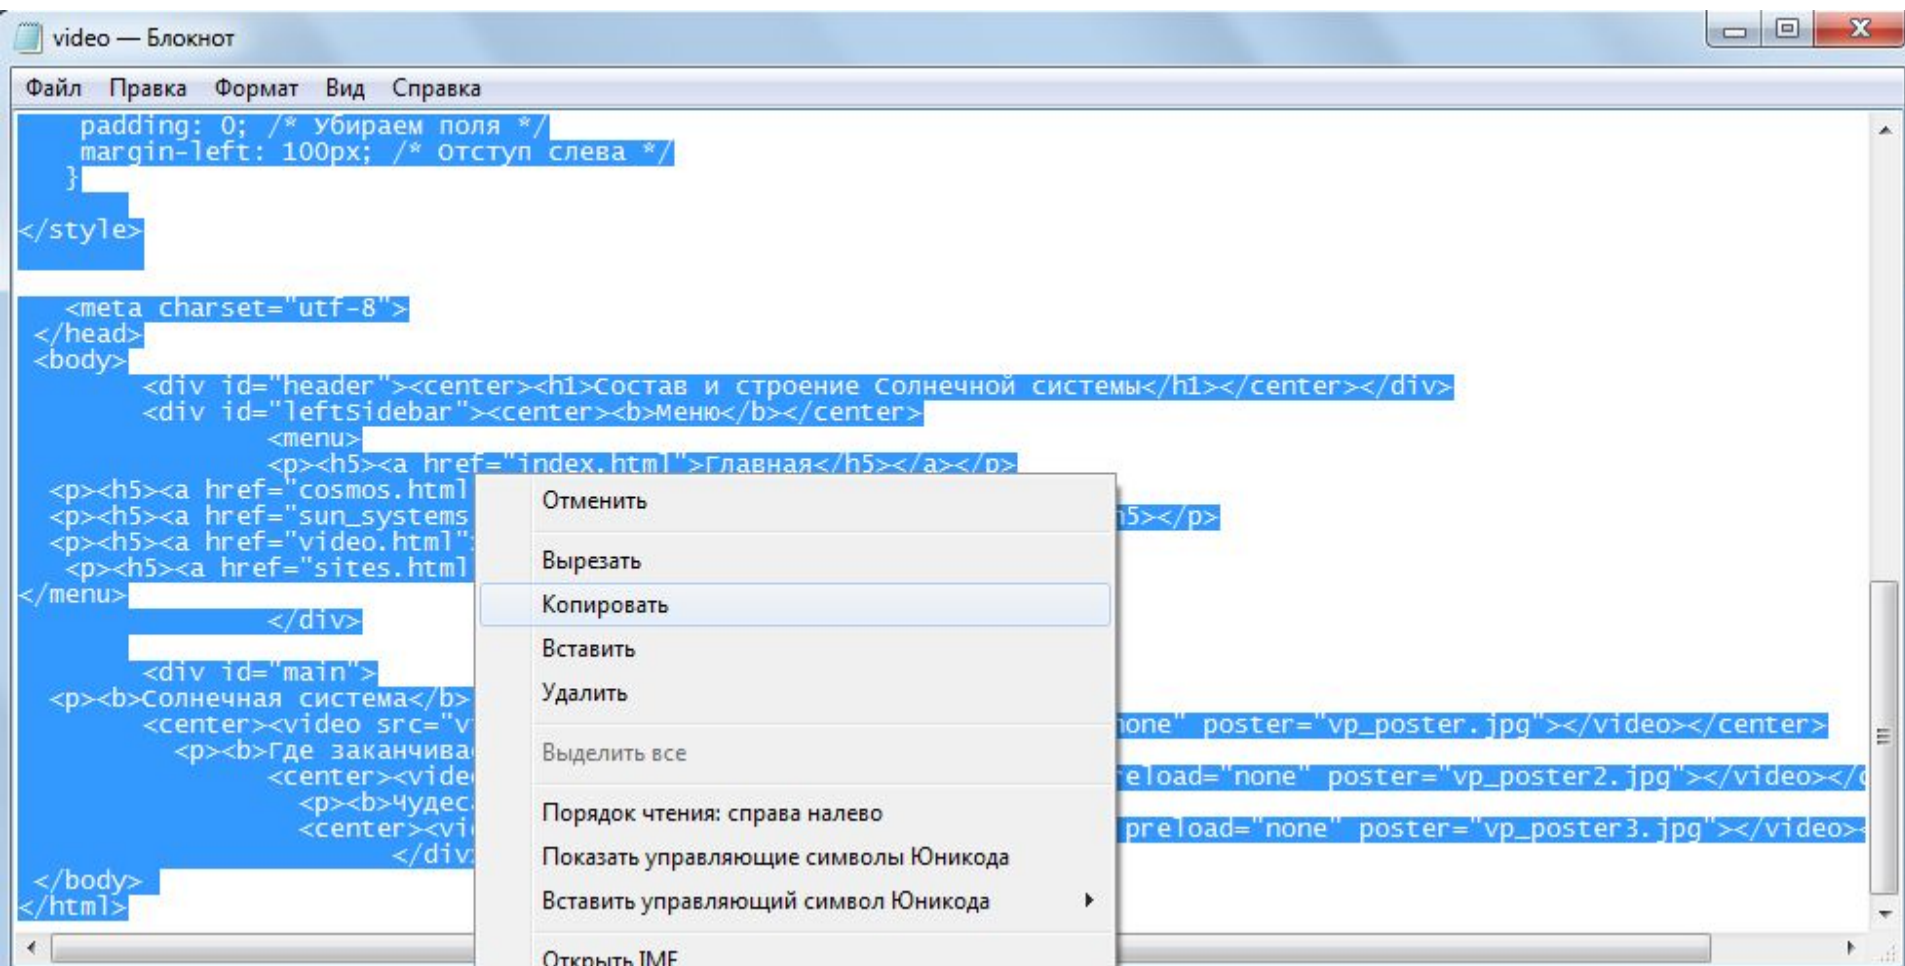 video — Блокнот
Файл Правка Формат Вид Справка
padding: 0; /* Убираем поля */
margin-left: 100px; /* Отступ слева */
}
</style>
<meta charset="utf-8">
</head>
<body>
<div id="header"><center><h1>Состав и строение Солнечной системы</h1></center></div>
<div id="leftSidebar"><center><b>Меню</b></center>
<menu>
<p><h5><a href="index.html">Главная</h5></a></p>
<p><h5><a href="cosmos.html
<p><h5><a href="sun_systems h5></p>
<p><h5><a href="video.html"
<p><h5><a href="sites.html
</menu>
</div>
<div id="main">
<p><b>Солнечная система</b>
<center><video src="v none" poster="vp_poster.jpg"></video></center>
<p><b>Где заканчивае
<center><vide reload="none" poster="vp_poster2.jpg"></video></c
<p><b>Чудес
<center><vi preload="none" poster="vp_poster3.jpg"></video><
</div
</body>
</html>
Отменить
Вырезать
Копировать
Вставить
Удалить
Выделить все
Порядок чтения: справа налево
Показать управляющие символы Юникода
Вставить управляющий символ Юникода
Открыть IME